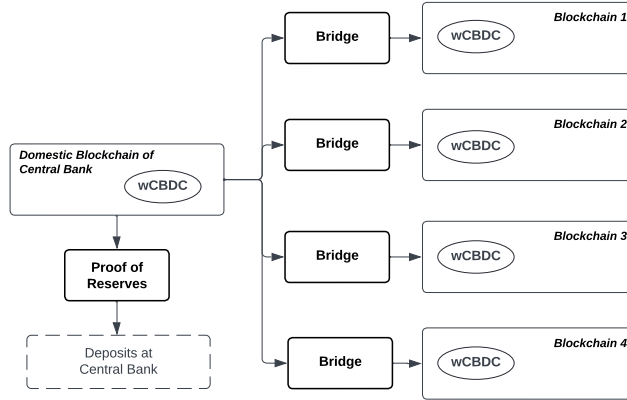 Bridge
wCBDC
Blockchain 1
Bridge
wCBDC
Blockchain 2
Domestic Blockchain of
Central Bank
wCBDC
Bridge
wCBDC
Blockchain 3
Proof of
Reserves
Bridge
wCBDC
Blockchain 4
Deposits at
Central Bank